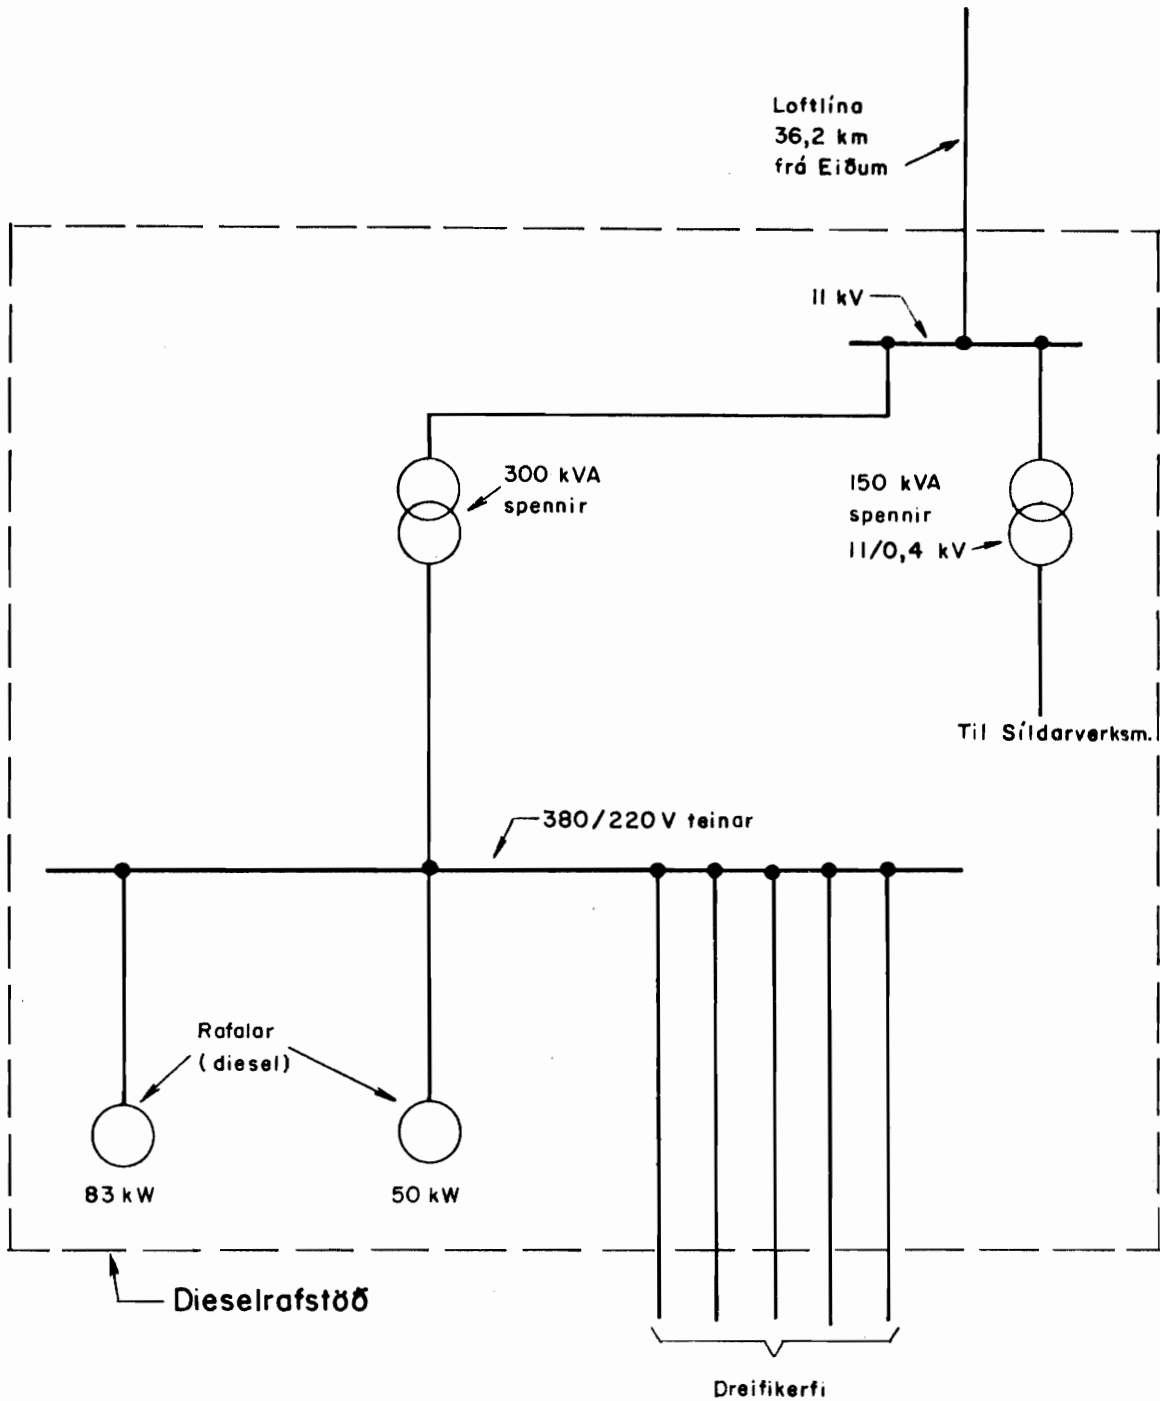 Loftlína
36,2 km
frá Eiðum
11 kV
300 kVA
spennir
150 kVA
spennir
11/0,4 kV
Til Síldarverksm.
380/220 V teinar
Rafalar
(diesel)
83 kW
50 kW
Dieselrafstöð
Dreifikerfi